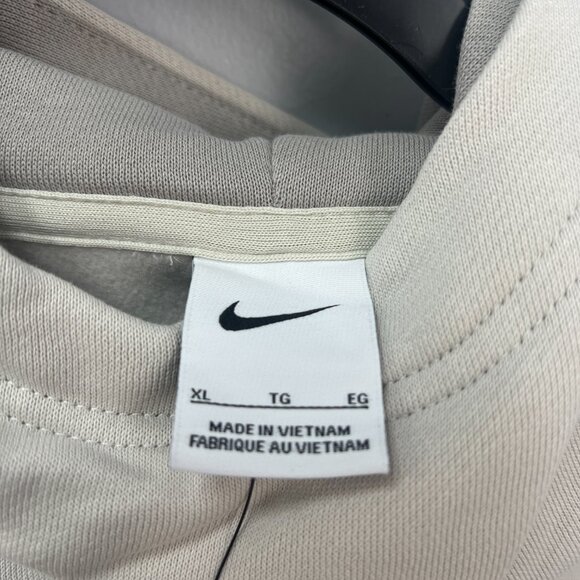 XL TG EG
MADE IN VIETNAM
FABRIQUE AU VIETNAM